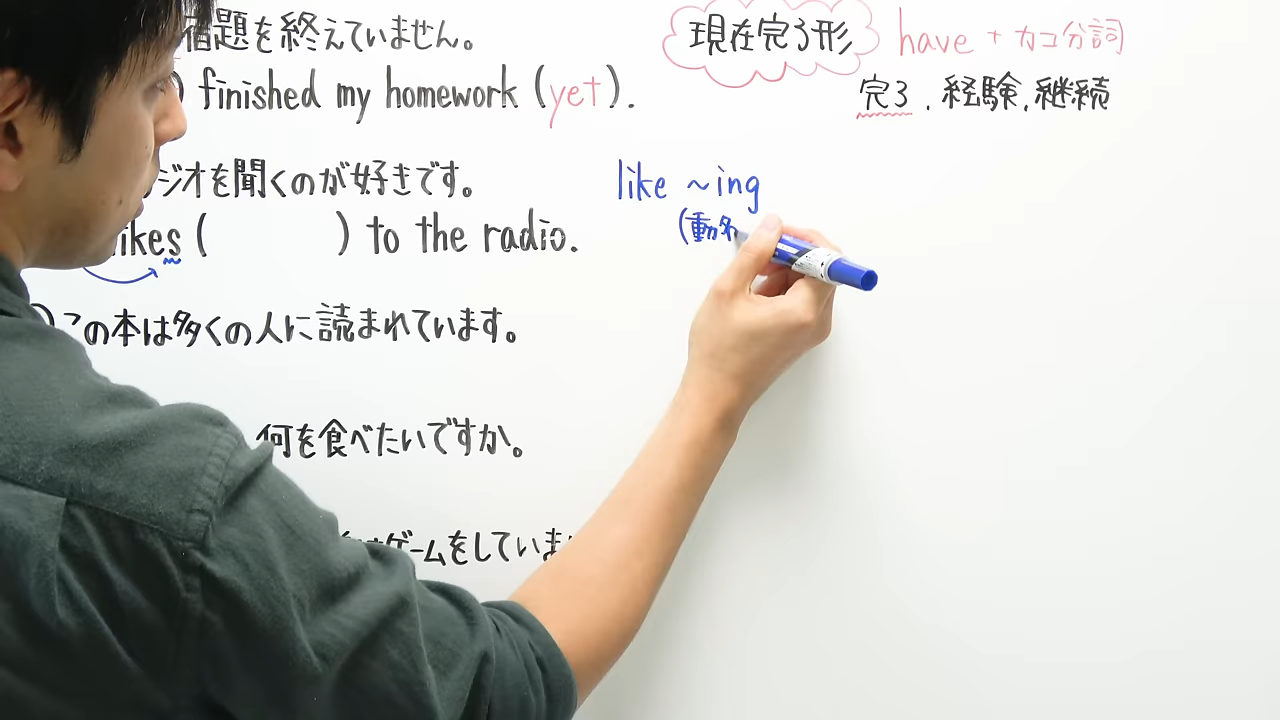 宿題を終えていません。
) finished my homework (yet).
現在完了形
have + カコ分詞
完了, 経験, 継続
ジオを聞くのが好きです。
likes ( ) to the radio.
like ~ing
(動名
この本は多くの人に読まれています。
何を食べたいですか。
ゲームをしていま